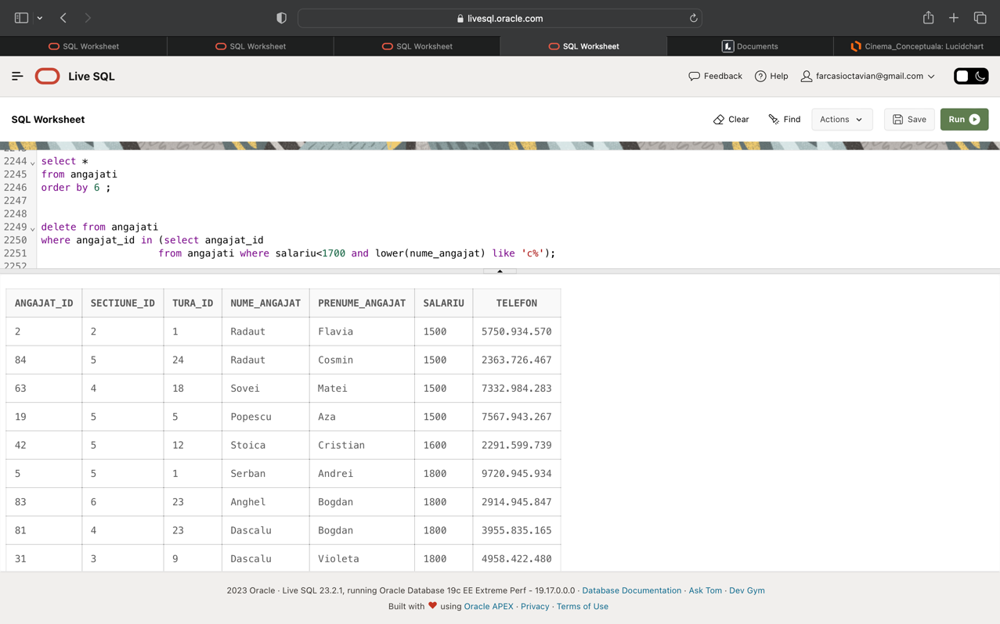 livesql.oracle.com
SQL Worksheet SQL Worksheet SQL Worksheet SQL Worksheet Documents Cinema_Conceptuala: Lucidchart
Live SQL Feedback Help farcasioctavian@gmail.com
SQL Worksheet Clear Find Actions Save Run
2244 select *
2245 from angajati
2246 order by 6 ;
2247
2248
2249 delete from angajati
2250 where angajat_id in (select angajat_id
2251 from angajati where salariu<1700 and lower(nume_angajat) like 'c%');
2252
ANGAJAT_ID SECTIUNE_ID TURA_ID NUME_ANGAJAT PRENUME_ANGAJAT SALARIU TELEFON
2 2 1 Radaut Flavia 1500 5750.934.570
84 5 24 Radaut Cosmin 1500 2363.726.467
63 4 18 Sovei Matei 1500 7332.984.283
19 5 5 Popescu Aza 1500 7567.943.267
42 5 12 Stoica Cristian 1600 2291.599.739
5 5 1 Serban Andrei 1800 9720.945.934
83 6 23 Anghel Bogdan 1800 2914.945.847
81 4 23 Dascalu Bogdan 1800 3955.835.165
31 3 9 Dascalu Violeta 1800 4958.422.480
2023 Oracle · Live SQL 23.2.1, running Oracle Database 19c EE Extreme Perf - 19.17.0.0.0 · Database Documentation · Ask Tom · Dev Gym
Built with ❤ using Oracle APEX · Privacy · Terms of Use